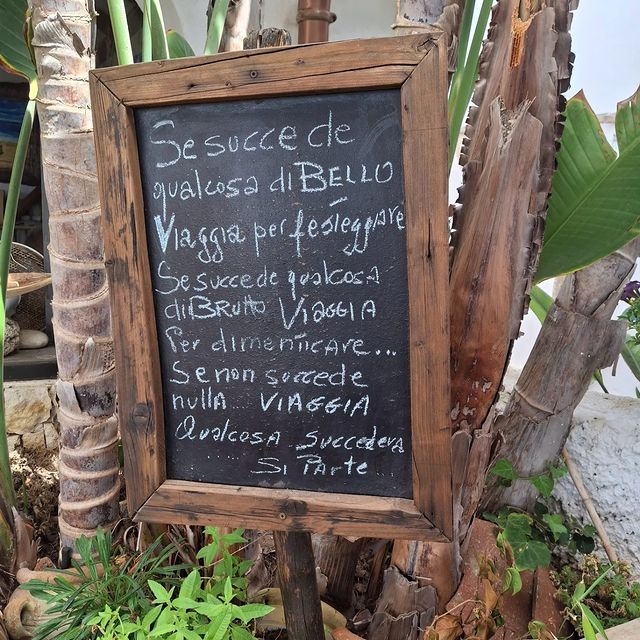 Se succede
qualcosa di BELLO
Viaggia per festeggiare
Se succede qualcosa
di BRUTTO VIAGGIA
Per dimenticare...
Se non succede
nulla VIAGGIA
Qualcosa Succederà
Si Parte